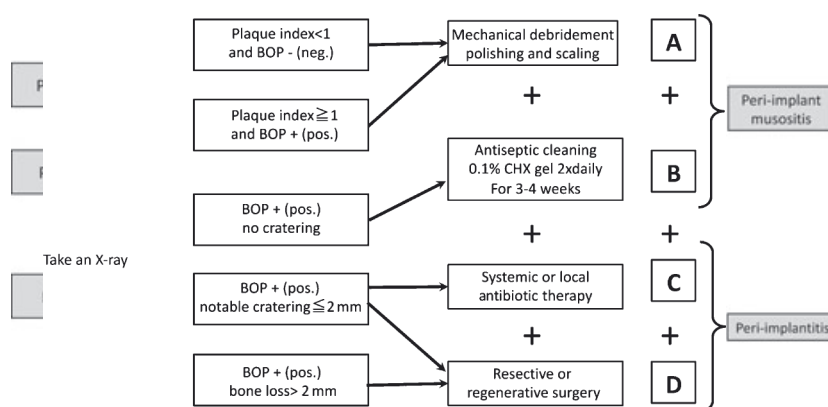 Plaque index<1
and BOP - (neg.)
Mechanical debridement
polishing and scaling
A
+
+
Plaque index≧1
and BOP + (pos.)
Peri-implant
musositis
Antiseptic cleaning
0.1% CHX gel 2xdaily
For 3-4 weeks
B
BOP + (pos.)
no cratering
+
+
Take an X-ray
BOP + (pos.)
notable cratering≦2 mm
Systemic or local
antibiotic therapy
C
Peri-implantitis
+
+
BOP + (pos.)
bone loss> 2 mm
Resective or
regenerative surgery
D